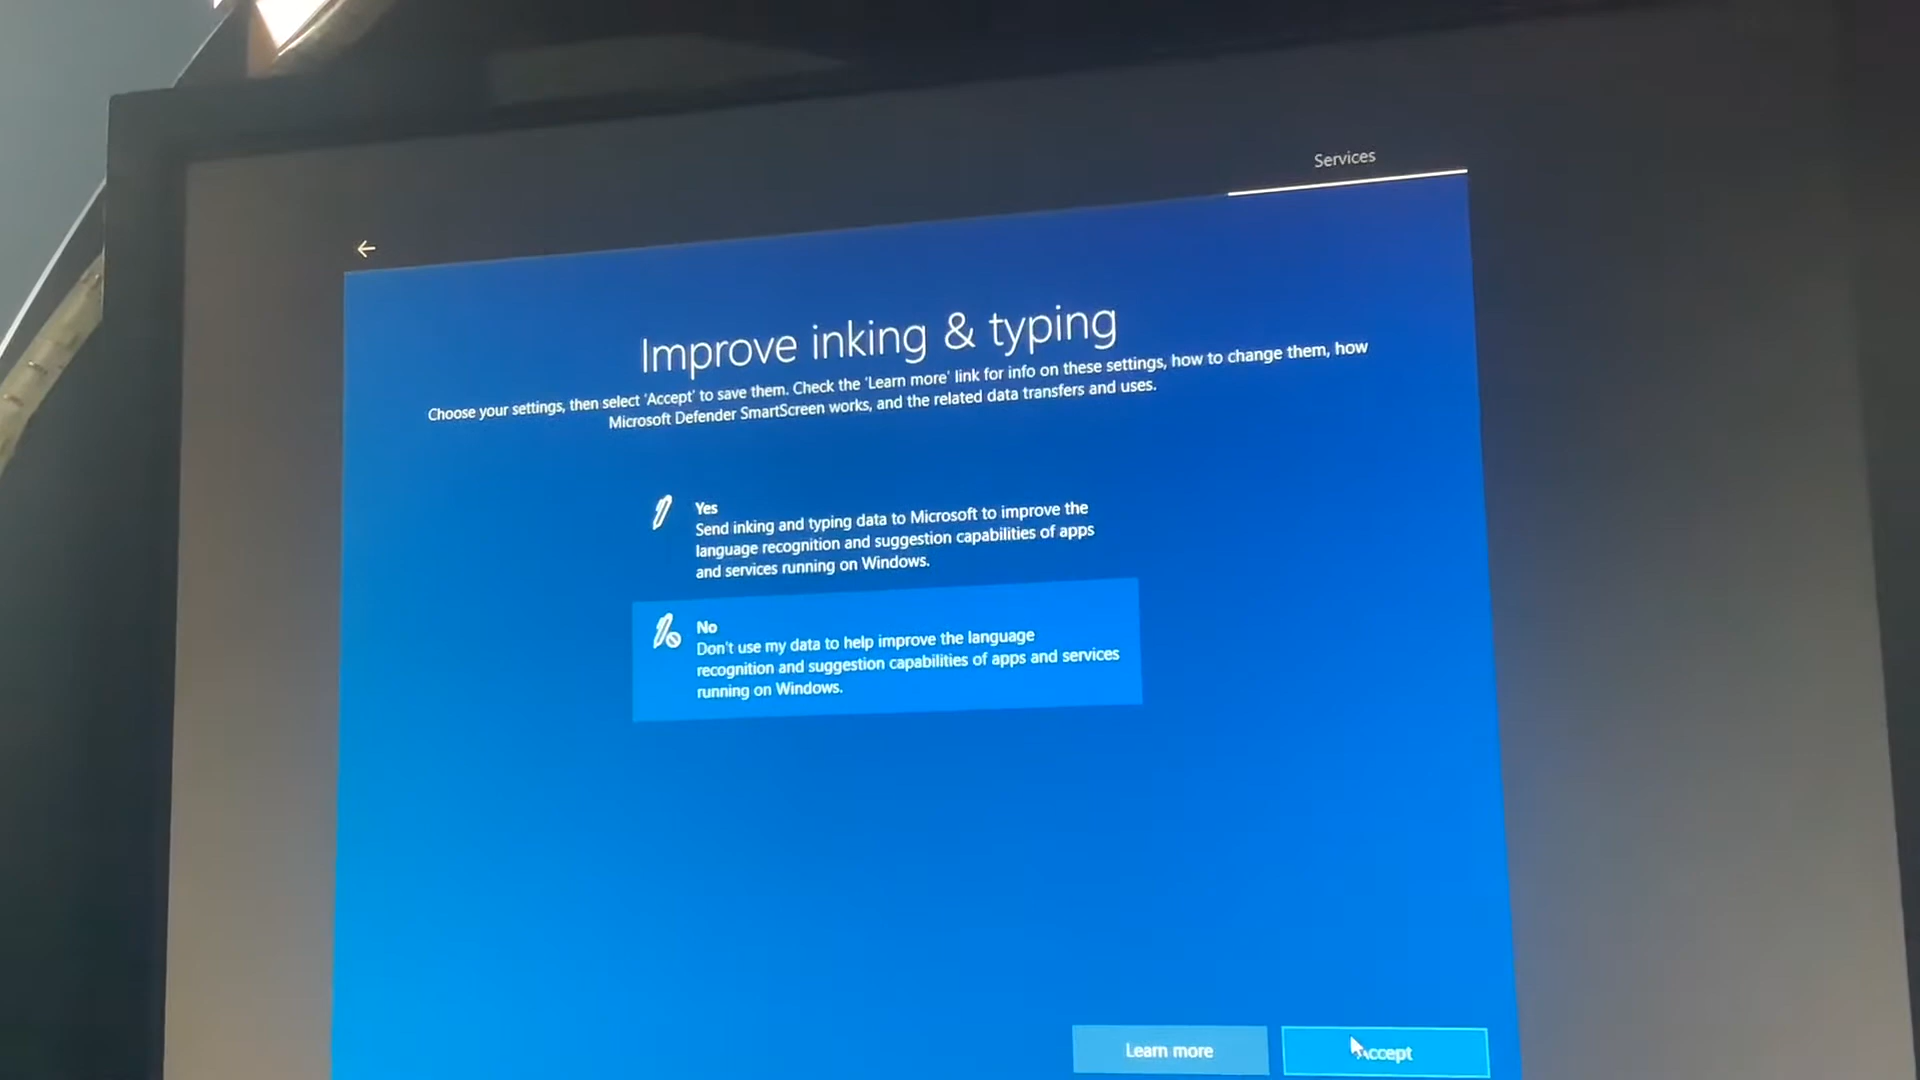 Services
Improve inking & typing
Choose your settings, then select 'Accept' to save them. Check the 'Learn more' link for info on these settings, how to change them, how
Microsoft Defender SmartScreen works, and the related data transfers and uses.
Yes
Send inking and typing data to Microsoft to improve the
language recognition and suggestion capabilities of apps
and services running on Windows.
No
Don't use my data to help improve the language
recognition and suggestion capabilities of apps and services
running on Windows.
Learn more
Accept